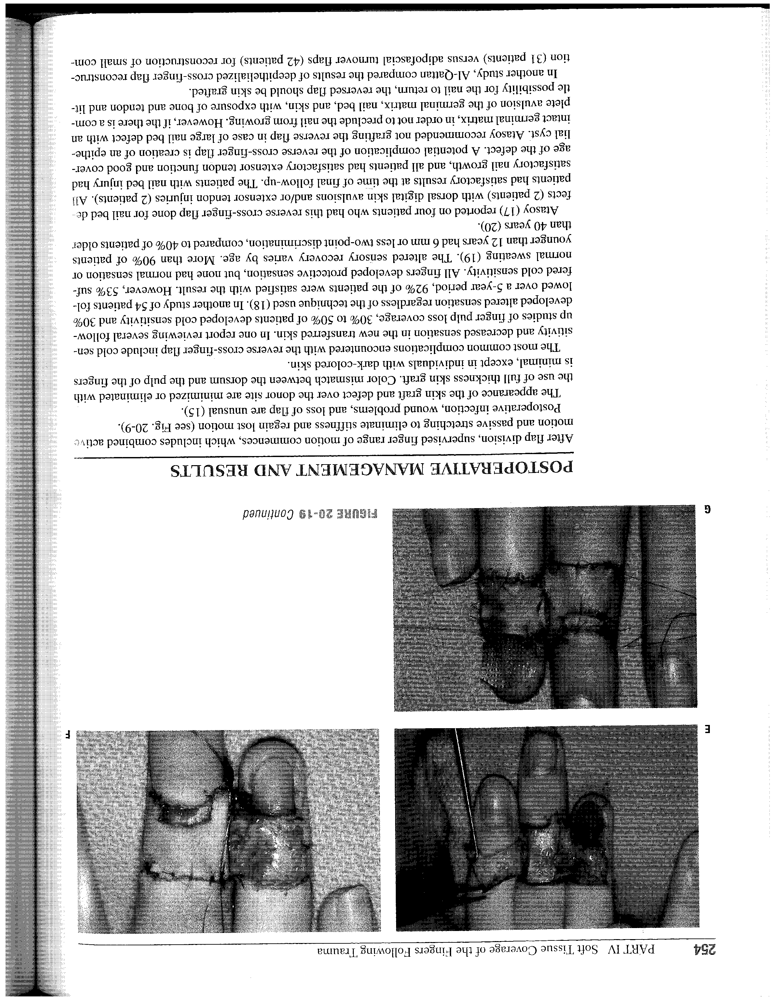 254 PART IV Soft Tissue Coverage of the Fingers Following Trauma
E
F
G
FIGURE 20-19 Continued
POSTOPERATIVE MANAGEMENT AND RESULTS
After flap division, supervised finger range of motion commences, which includes combined active
motion and passive stretching to eliminate stiffness and regain lost motion (see Fig. 20-9).
Postoperative infection, wound problems, and loss of flap are unusual (15).
The appearance of the skin graft and defect over the donor site are minimized or eliminated with
the use of full thickness skin graft. Color mismatch between the dorsum and the pulp of the fingers
is minimal, except in individuals with dark-colored skin.
The most common complications encountered with the reverse cross-finger flap include cold sen-
sitivity and decreased sensation in the new transferred skin. In one report reviewing several follow-
up studies of finger pulp loss coverage, 30% to 50% of patients developed cold sensitivity and 30%
developed altered sensation regardless of the technique used (18). In another study of 54 patients fol-
lowed over a 5-year period, 92% of the patients were satisfied with the result. However, 53% suf-
fered cold sensitivity. All fingers developed protective sensation, but none had normal sensation or
normal sweating (19). The altered sensory recovery varies by age. More than 90% of patients
younger than 12 years had 6 mm or less two-point discrimination, compared to 40% of patients older
than 40 years (20).
Atasoy (17) reported on four patients who had this reverse cross-finger flap done for nail bed de-
fects (2 patients) with dorsal digital skin avulsions and/or extensor tendon injuries (2 patients). All
patients had satisfactory results at the time of final follow-up. The patients with nail bed injury had
satisfactory nail growth, and all patients had satisfactory extensor tendon function and good cover-
age of the defect. A potential complication of the reverse cross-finger flap is creation of an epithe-
lial cyst. Atasoy recommended not grafting the reverse flap in case of large nail bed defect with an
intact germinal matrix, in order not to preclude the nail from growing. However, if the there is a com-
plete avulsion of the germinal matrix, nail bed, and skin, with exposure of bone and tendon and lit-
tle possibility for the nail to return, the reversed flap should be skin grafted.
In another study, Al-Qattan compared the results of deepithelialized cross-finger flap reconstruc-
tion (31 patients) versus adipofascial turnover flaps (42 patients) for reconstruction of small com-